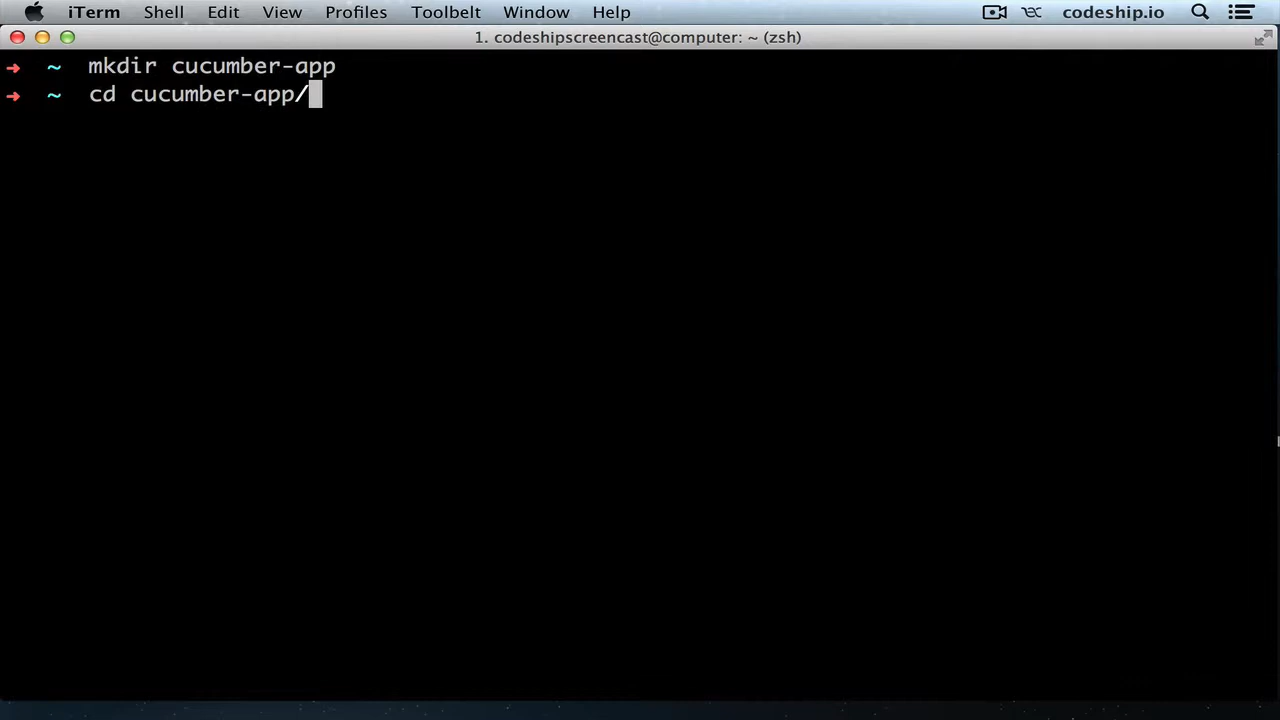 iTerm Shell Edit View Profiles Toolbelt Window Help codeship.io
1. codeshipscreencast@computer: ~ (zsh)
➜ ~ mkdir cucumber-app
➜ ~ cd cucumber-app/